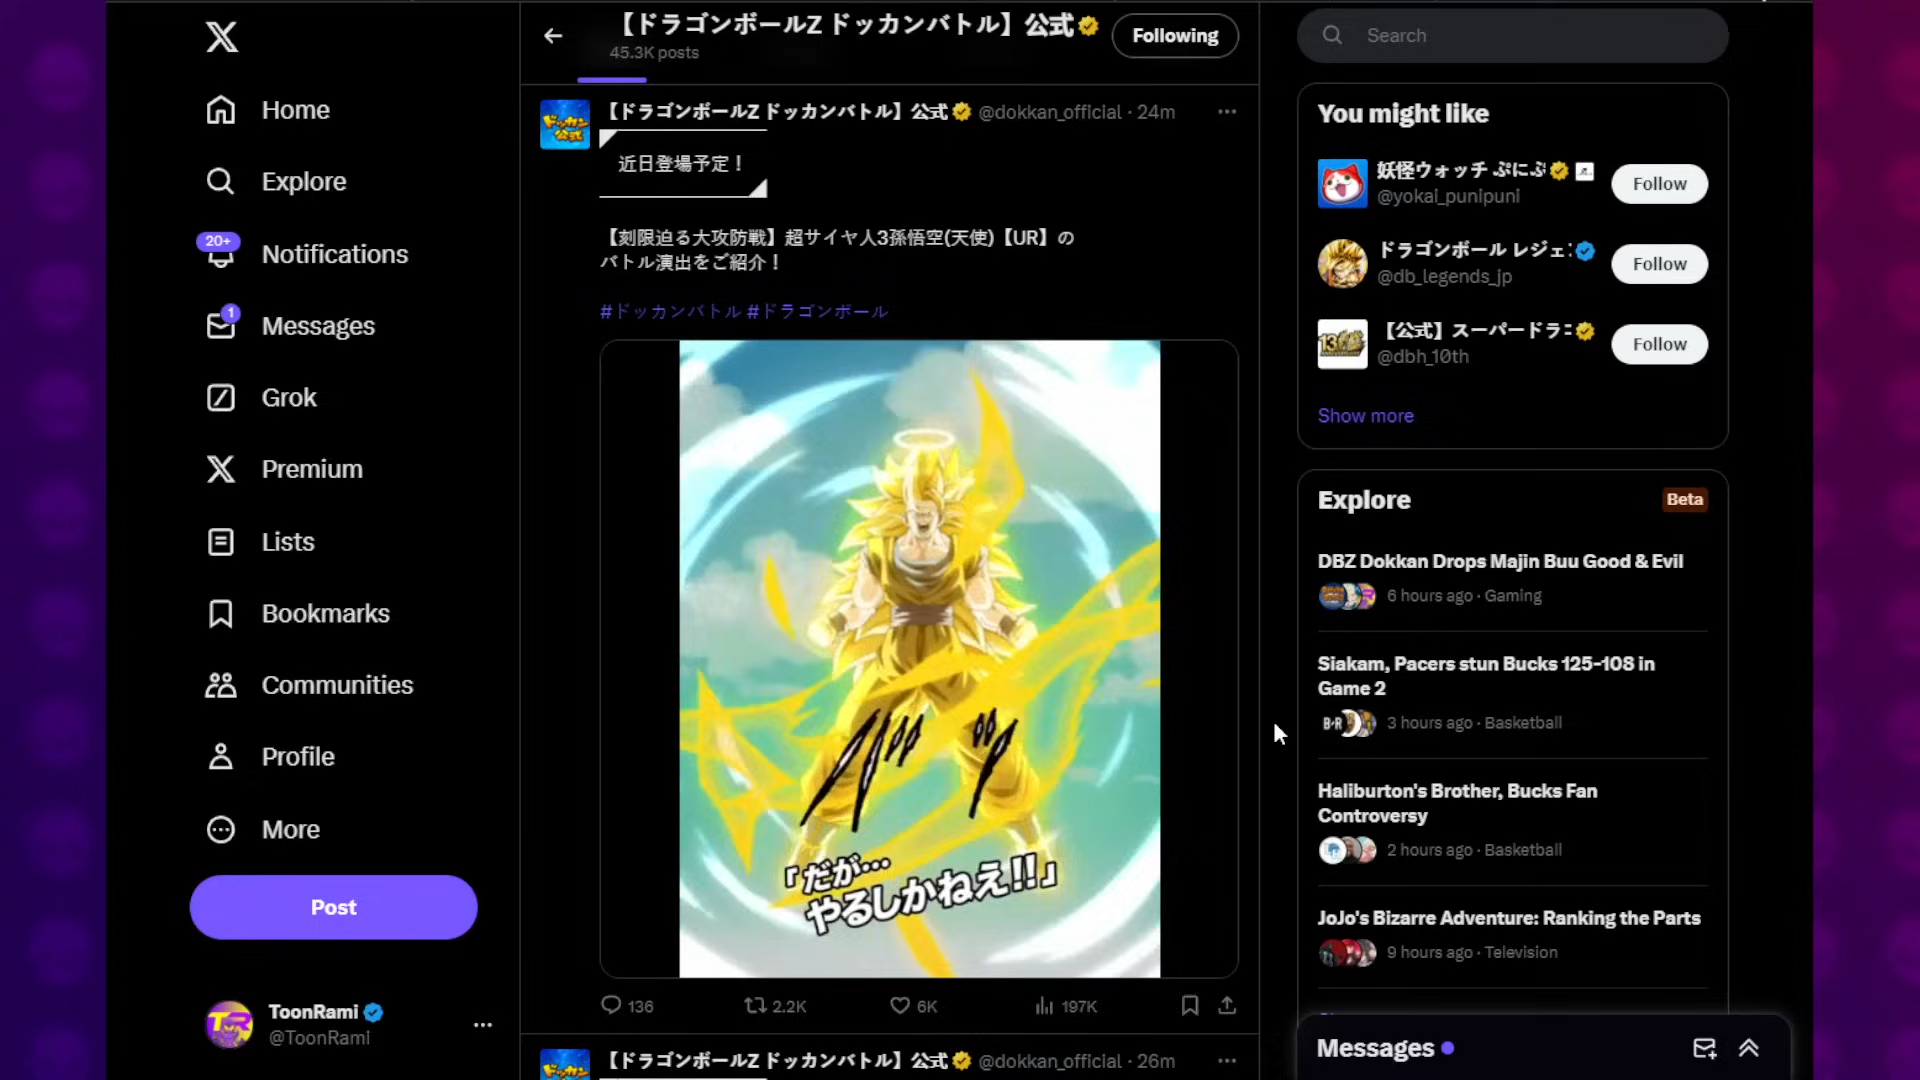 Home
Explore
20+
Notifications
1
Messages
Grok
Premium
Lists
Bookmarks
Communities
Profile
More
Post
ToonRami
@ToonRami
【ドラゴンボールZ ドッカンバトル】公式
45.3K posts
Following
【ドラゴンボールZ ドッカンバトル】公式 @dokkan_official · 24m
近日登場予定！
【刻限迫る大攻防戦】超サイヤ人3孫悟空(天使)【UR】の
バトル演出をご紹介！
#ドッカンバトル #ドラゴンボール
「だが…
やるしかねえ!!」
136 2.2K 6K 197K
【ドラゴンボールZ ドッカンバトル】公式 @dokkan_official · 26m
Search
You might like
妖怪ウォッチ ぷにぷ
@yokai_punipuni
Follow
ドラゴンボール レジェ
@db_legends_jp
Follow
【公式】スーパードラ
@dbh_10th
Follow
Show more
Explore
Beta
DBZ Dokkan Drops Majin Buu Good & Evil
6 hours ago · Gaming
Siakam, Pacers stun Bucks 125-108 in
Game 2
3 hours ago · Basketball
Haliburton's Brother, Bucks Fan
Controversy
2 hours ago · Basketball
JoJo's Bizarre Adventure: Ranking the Parts
9 hours ago · Television
Messages